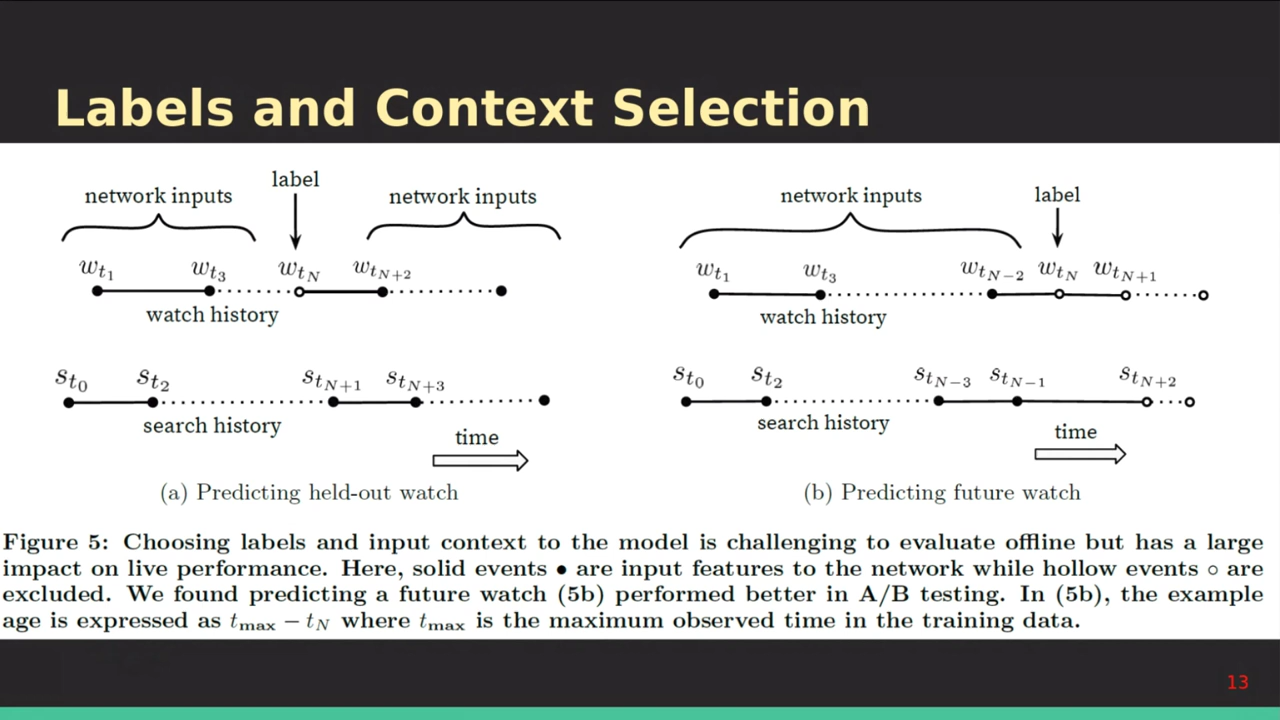 Labels and Context Selection
network inputs label network inputs
w_{t_1} w_{t_3} w_{t_N} w_{t_{N+2}}
watch history
s_{t_0} s_{t_2} s_{t_{N+1}} s_{t_{N+3}}
search history
time
(a) Predicting held-out watch
network inputs label
w_{t_1} w_{t_3} w_{t_{N-2}} w_{t_N} w_{t_{N+1}}
watch history
s_{t_0} s_{t_2} s_{t_{N-3}} s_{t_{N-1}} s_{t_{N+2}}
search history
time
(b) Predicting future watch
Figure 5: Choosing labels and input context to the model is challenging to evaluate offline but has a large
impact on live performance. Here, solid events • are input features to the network while hollow events ∘ are
excluded. We found predicting a future watch (5b) performed better in A/B testing. In (5b), the example
age is expressed as t_{max} − t_N where t_{max} is the maximum observed time in the training data.
13